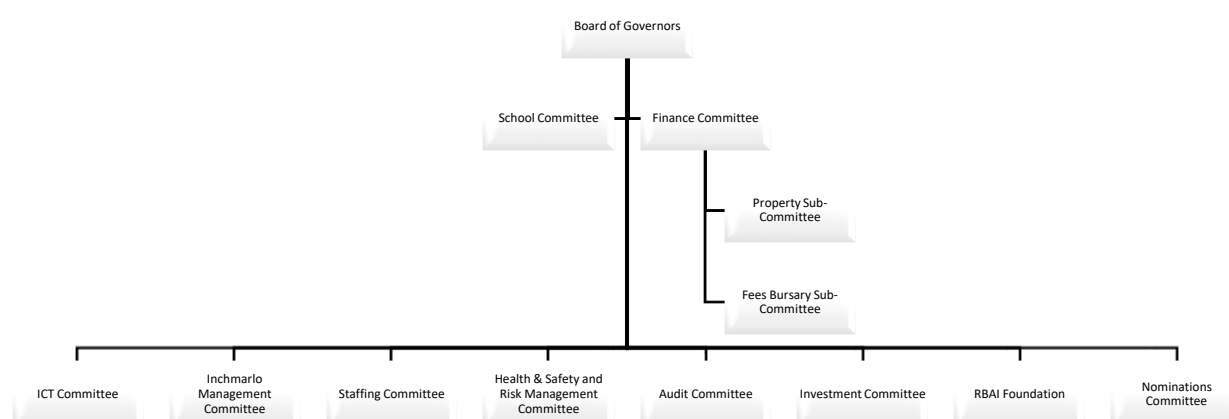 Board of Governors
School Committee
Finance Committee
Property Sub-
Committee
Fees Bursary Sub-
Committee
ICT Committee
Inchmarlo
Management
Committee
Staffing Committee
Health & Safety and
Risk Management
Committee
Audit Committee
Investment Committee
RBAI Foundation
Nominations
Committee